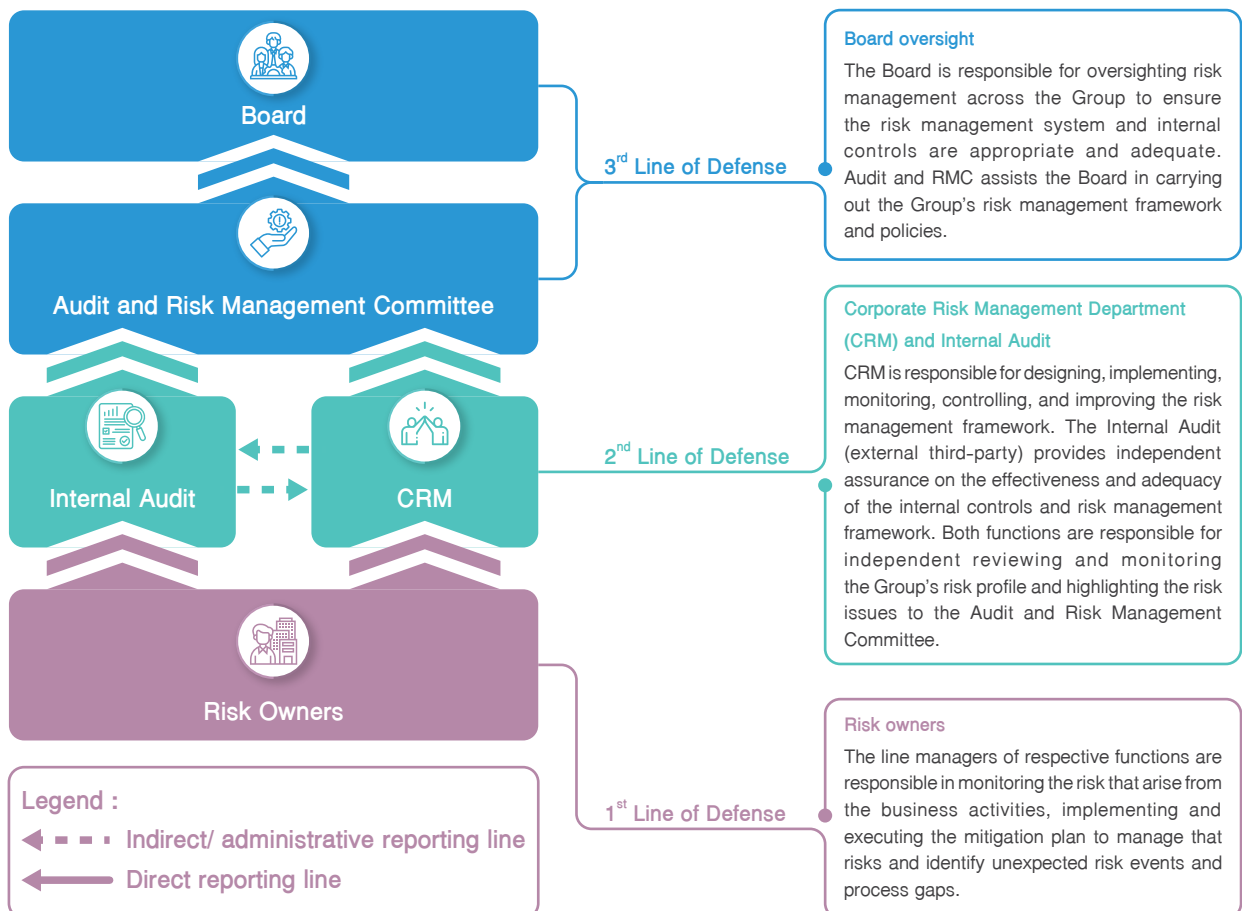 Board
Audit and Risk Management Committee
Internal Audit
CRM
Risk Owners
Legend :
Indirect/ administrative reporting line
Direct reporting line
3rd Line of Defense
2nd Line of Defense
1st Line of Defense
Board oversight
The Board is responsible for oversighting risk
management across the Group to ensure
the risk management system and internal
controls are appropriate and adequate.
Audit and RMC assists the Board in carrying
out the Group's risk management framework
and policies.
Corporate Risk Management Department
(CRM) and Internal Audit
CRM is responsible for designing, implementing,
monitoring, controlling, and improving the risk
management framework. The Internal Audit
(external third-party) provides independent
assurance on the effectiveness and adequacy
of the internal controls and risk management
framework. Both functions are responsible for
independent reviewing and monitoring
the Group's risk profile and highlighting the risk
issues to the Audit and Risk Management
Committee.
Risk owners
The line managers of respective functions are
responsible in monitoring the risk that arise from
the business activities, implementing and
executing the mitigation plan to manage that
risks and identify unexpected risk events and
process gaps.